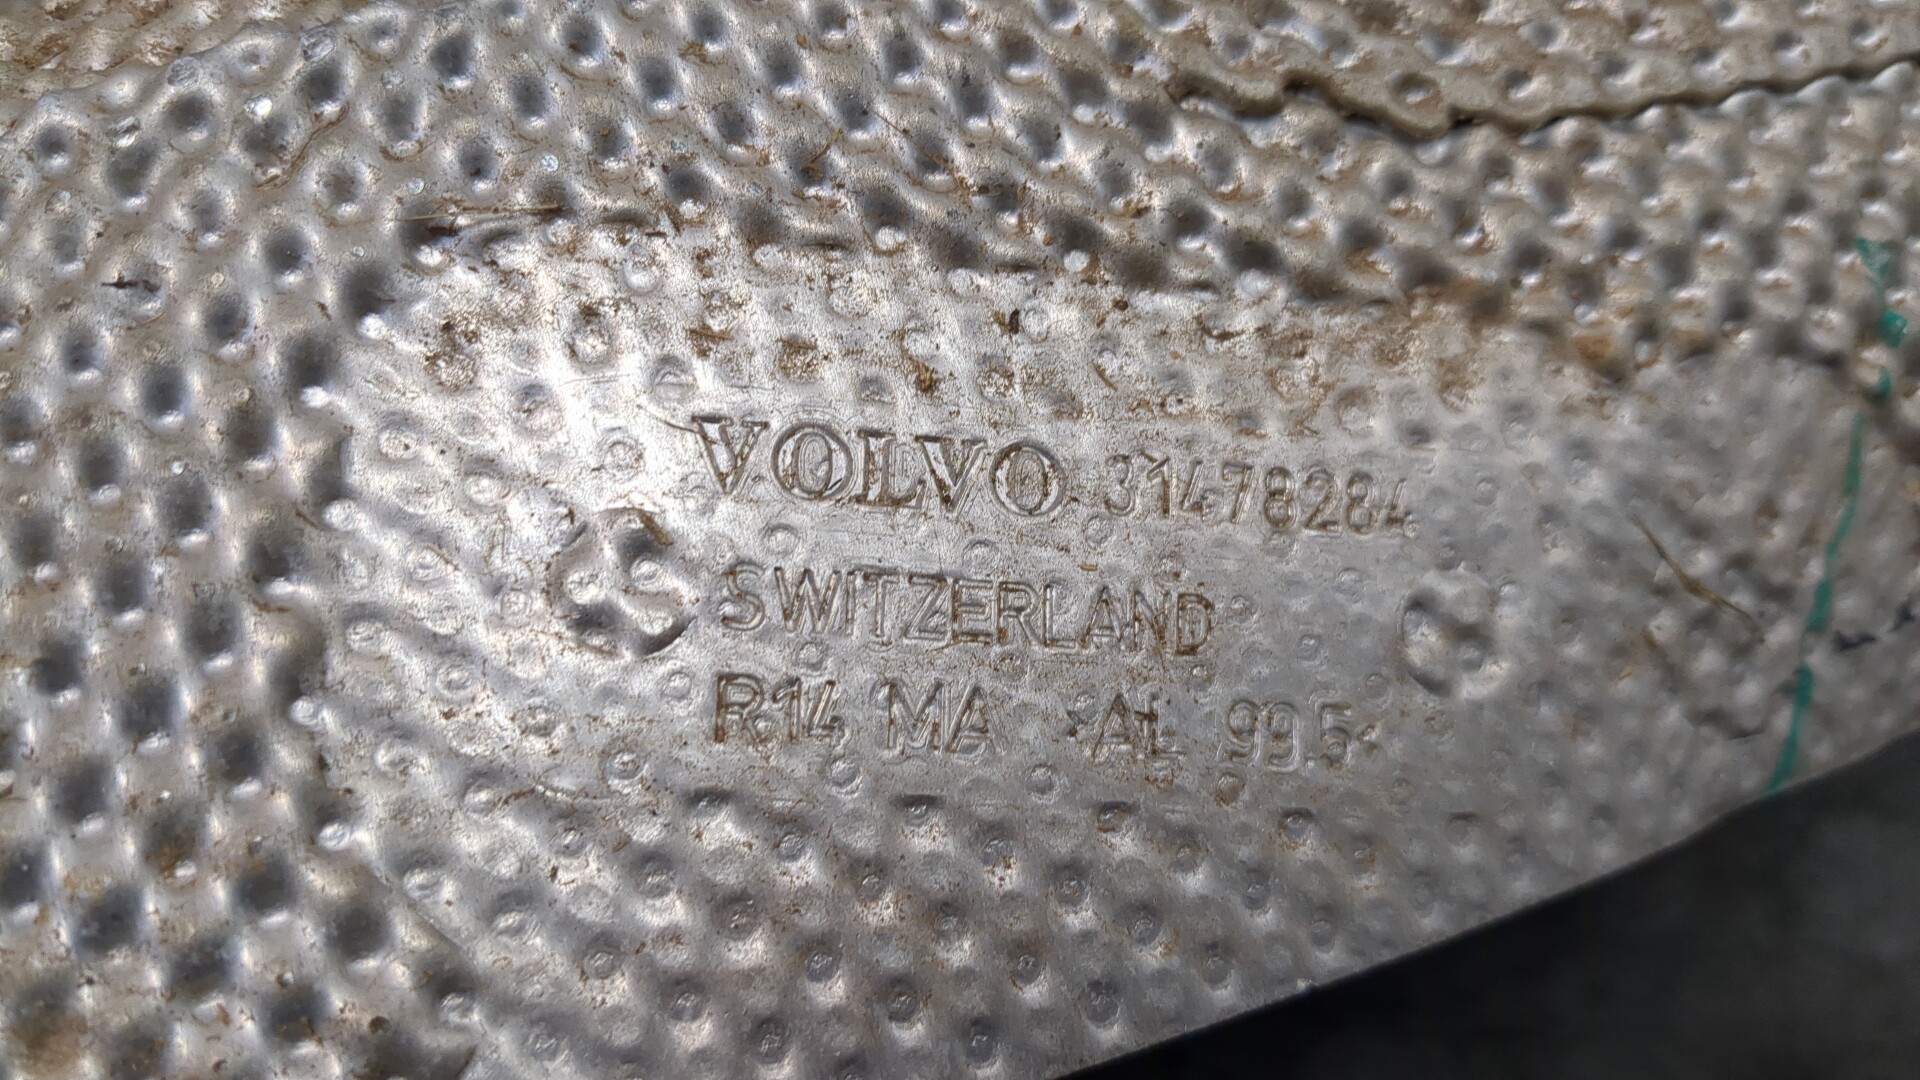 VOLVO 31478284
SWITZERLAND
R14 MA >AL 99.5<